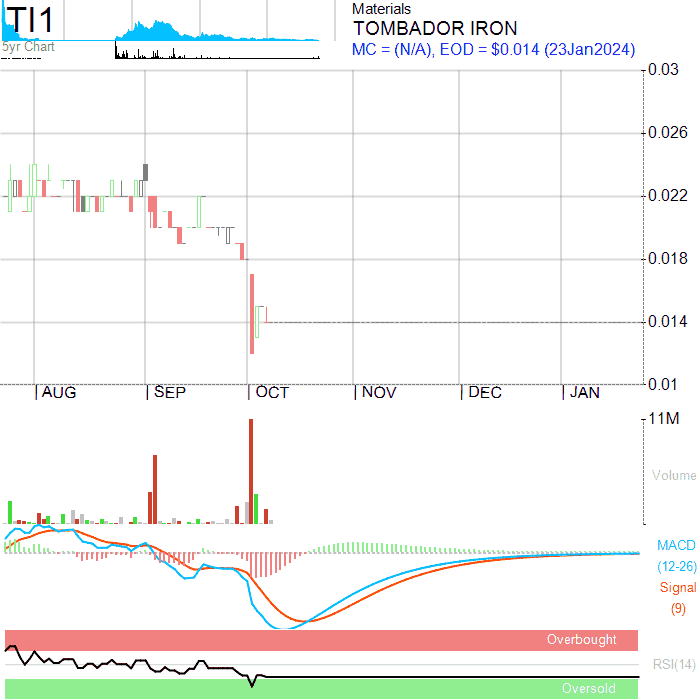 TI1
5yr Chart
Materials
TOMBADOR IRON
MC = (N/A), EOD = $0.014 (23Jan2024)
0.03
0.026
0.022
0.018
0.014
0.01
AUG SEP OCT NOV DEC JAN
11M
Volume
MACD
(12-26)
Signal
(9)
Overbought
RSI(14)
Oversold